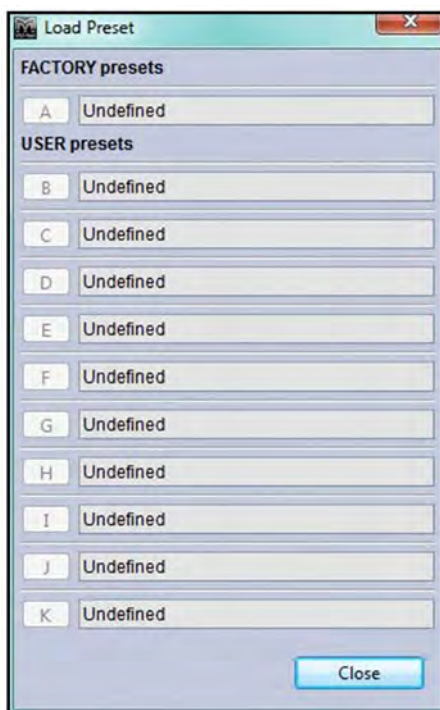 Load Preset
FACTORY presets
A Undefined
USER presets
B Undefined
C Undefined
D Undefined
E Undefined
F Undefined
G Undefined
H Undefined
I Undefined
J Undefined
K Undefined
Close